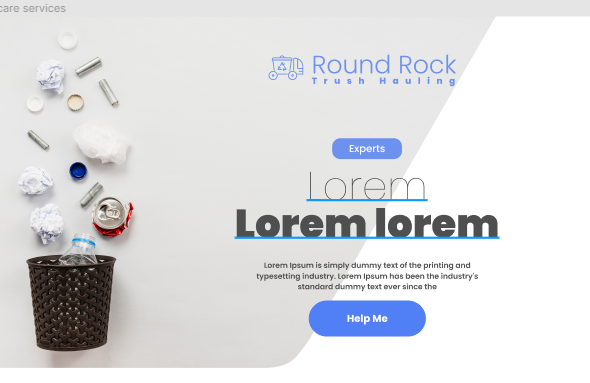 care services
Round Rock
Trush Hauling
Experts
Lorem
Lorem lorem
Lorem Ipsum is simply dummy text of the printing and
typesetting industry. Lorem Ipsum has been the industry's
standard dummy text ever since the
Help Me